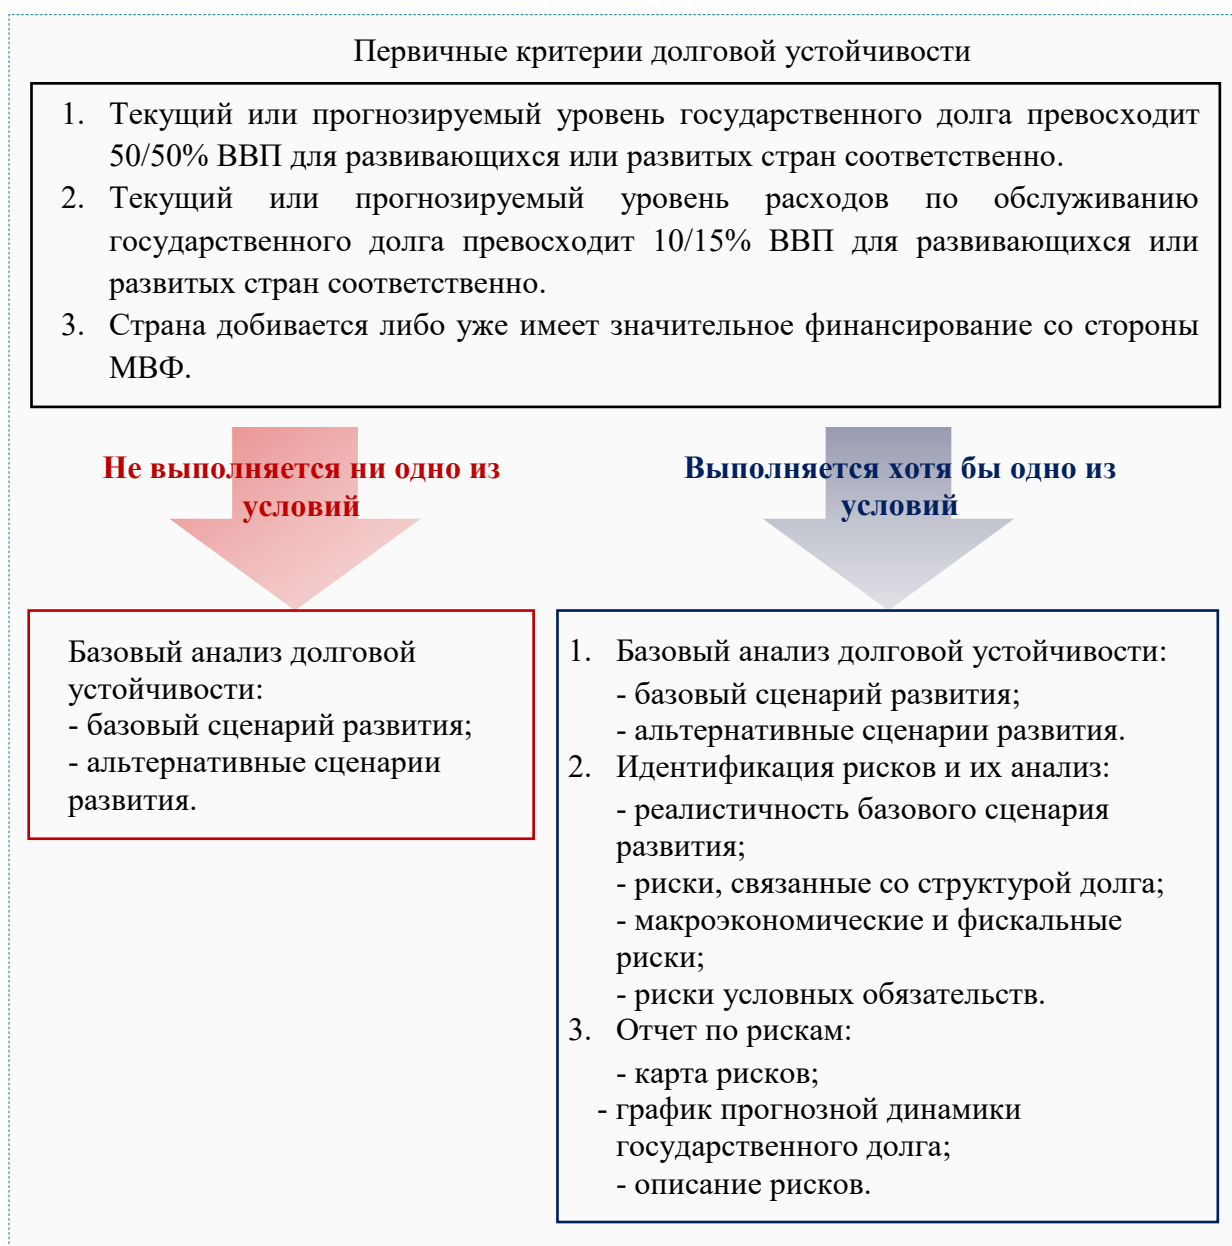 Первичные критерии долговой устойчивости
1. Текущий или прогнозируемый уровень государственного долга превосходит
50/50% ВВП для развивающихся или развитых стран соответственно.
2. Текущий или прогнозируемый уровень расходов по обслуживанию
государственного долга превосходит 10/15% ВВП для развивающихся или
развитых стран соответственно.
3. Страна добивается либо уже имеет значительное финансирование со стороны
МВФ.
Не выполняется ни одно из
условий
Выполняется хотя бы одно из
условий
Базовый анализ долговой
устойчивости:
- базовый сценарий развития;
- альтернативные сценарии
развития.
1. Базовый анализ долговой устойчивости:
- базовый сценарий развития;
- альтернативные сценарии развития.
2. Идентификация рисков и их анализ:
- реалистичность базового сценария
развития;
- риски, связанные со структурой долга;
- макроэкономические и фискальные
риски;
- риски условных обязательств.
3. Отчет по рискам:
- карта рисков;
- график прогнозной динамики
государственного долга;
- описание рисков.